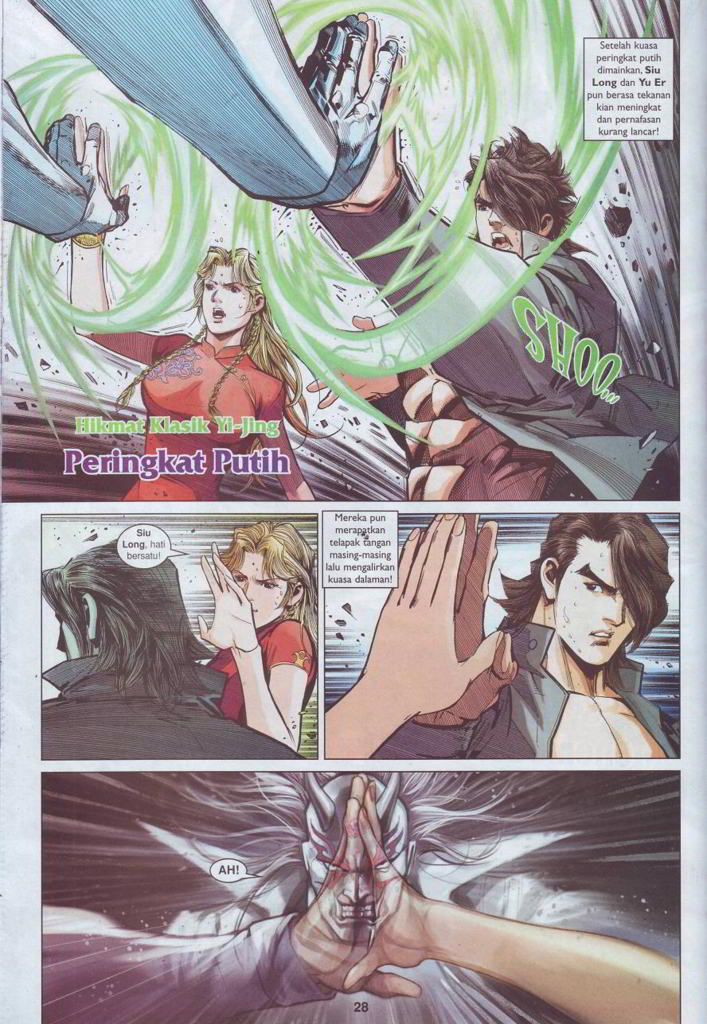 Setelah kuasa
peringkat putih
dimainkan, Siu
Long dan Yu Er
pun berasa tekanan
kian meningkat
dan pernafasan
kurang lancar!
SHOO...
Hikmat Klasik Yi-Jing
Peringkat Putih
Siu
Long, hati
bersatu!
Mereka pun
merapatkan
telapak tangan
masing-masing
lalu mengalirkan
kuasa dalaman!
AH!
28